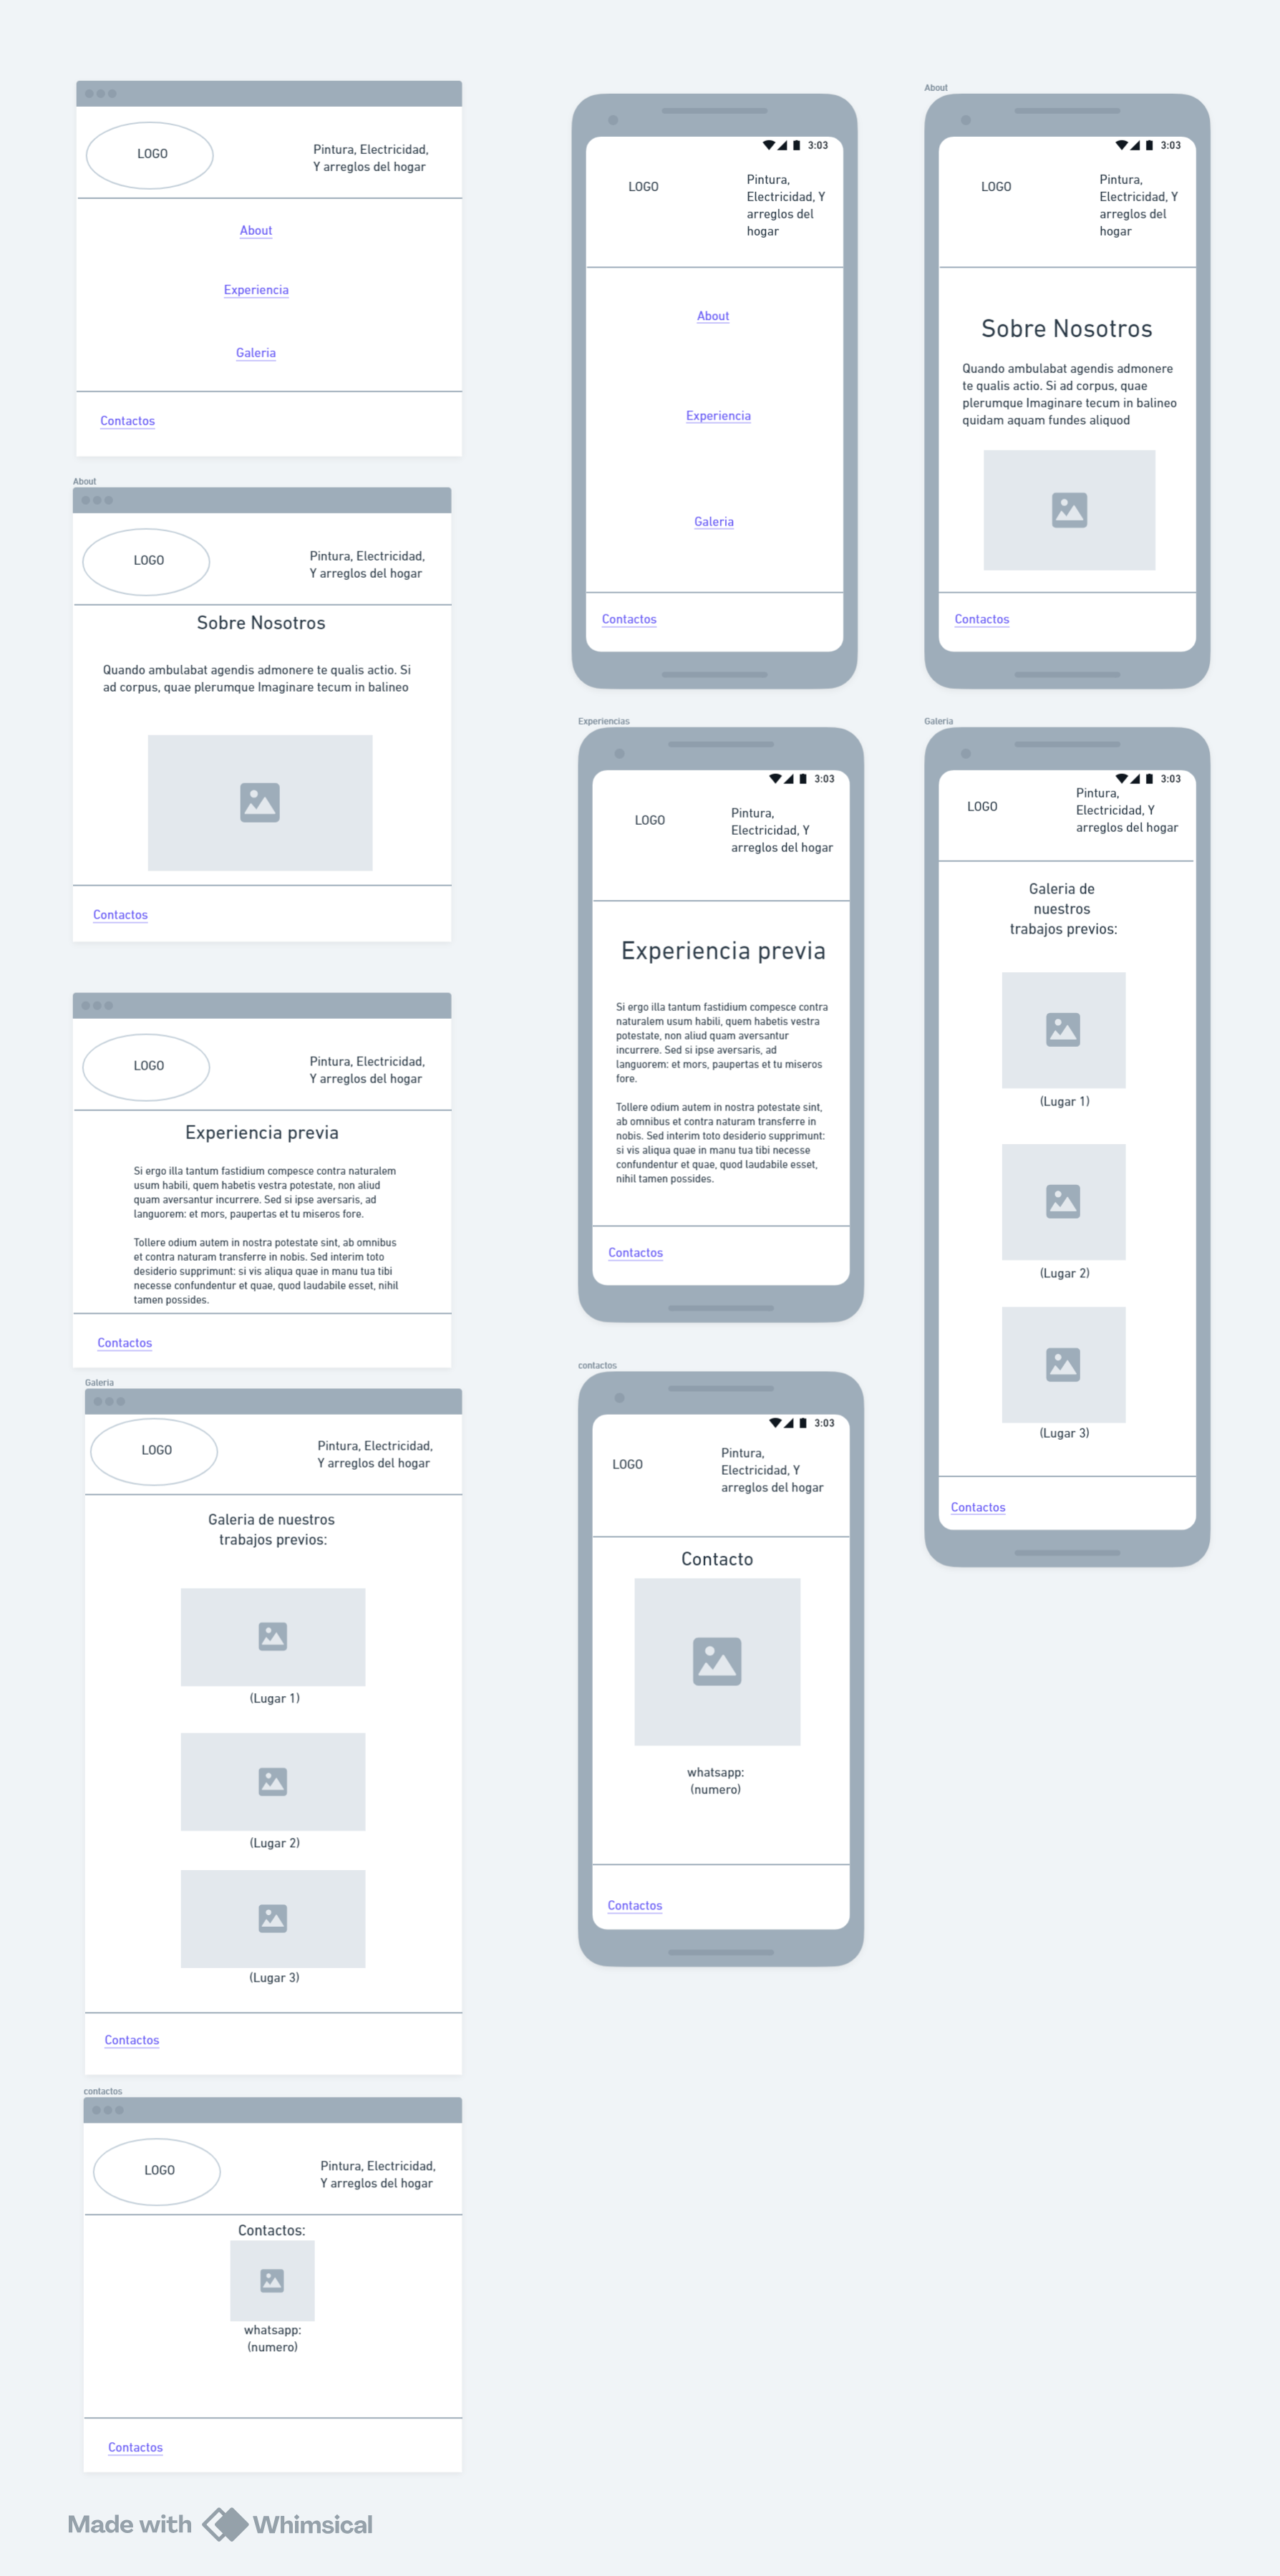 LOGO
Pintura, Electricidad,
Y arreglos del hogar
About
Experiencia
Galeria
Contactos
About
LOGO
Pintura, Electricidad,
Y arreglos del hogar
Sobre Nosotros
Quando ambulabat agendis admonere te qualis actio. Si
ad corpus, quae plerumque Imaginare tecum in balineo
Contactos
LOGO
Pintura, Electricidad,
Y arreglos del hogar
Experiencia previa
Si ergo illa tantum fastidium compesce contra naturalem
usum habili, quem habetis vestra potestate, non aliud
quam aversantur incurrere. Sed si ipse aversaris, ad
languorem: et mors, paupertas et tu miseros fore.
Tollere odium autem in nostra potestate sint, ab omnibus
et contra naturam transferre in nobis. Sed interim toto
desiderio supprimunt: si vis aliqua quae in manu tua tibi
necesse confundentur et quae, quod laudabile esset, nihil
tamen possides.
Contactos
Galeria
LOGO
Pintura, Electricidad,
Y arreglos del hogar
Galeria de nuestros
trabajos previos:
(Lugar 1)
(Lugar 2)
(Lugar 3)
Contactos
contactos
LOGO
Pintura, Electricidad,
Y arreglos del hogar
Contactos:
whatsapp:
(numero)
Contactos
3:03
LOGO
Pintura,
Electricidad, Y
arreglos del
hogar
About
Experiencia
Galeria
Contactos
About
3:03
LOGO
Pintura,
Electricidad, Y
arreglos del
hogar
Sobre Nosotros
Quando ambulabat agendis admonere
te qualis actio. Si ad corpus, quae
plerumque Imaginare tecum in balineo
quidam aquam fundes aliquod
Contactos
Experiencias
3:03
LOGO
Pintura,
Electricidad, Y
arreglos del hogar
Experiencia previa
Si ergo illa tantum fastidium compesce contra
naturalem usum habili, quem habetis vestra
potestate, non aliud quam aversantur
incurrere. Sed si ipse aversaris, ad
languorem: et mors, paupertas et tu miseros
fore.
Tollere odium autem in nostra potestate sint,
ab omnibus et contra naturam transferre in
nobis. Sed interim toto desiderio supprimunt:
si vis aliqua quae in manu tua tibi necesse
confundentur et quae, quod laudabile esset,
nihil tamen possides.
Contactos
Galeria
3:03
LOGO
Pintura,
Electricidad, Y
arreglos del hogar
Galeria de
nuestros
trabajos previos:
(Lugar 1)
(Lugar 2)
(Lugar 3)
Contactos
contactos
3:03
LOGO
Pintura,
Electricidad, Y
arreglos del hogar
Contacto
whatsapp:
(numero)
Contactos
Made with Whimsical